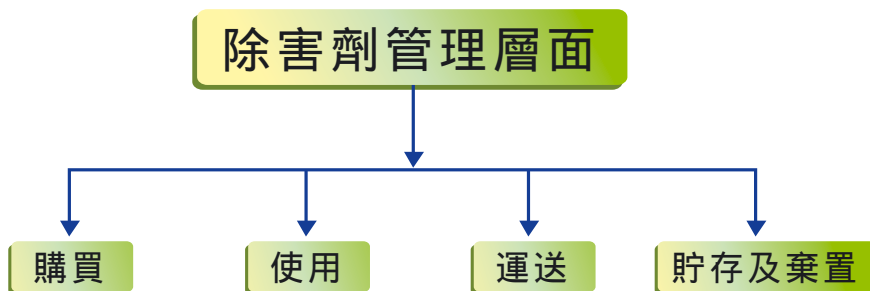 除害劑管理層面
購買
使用
運送
貯存及棄置